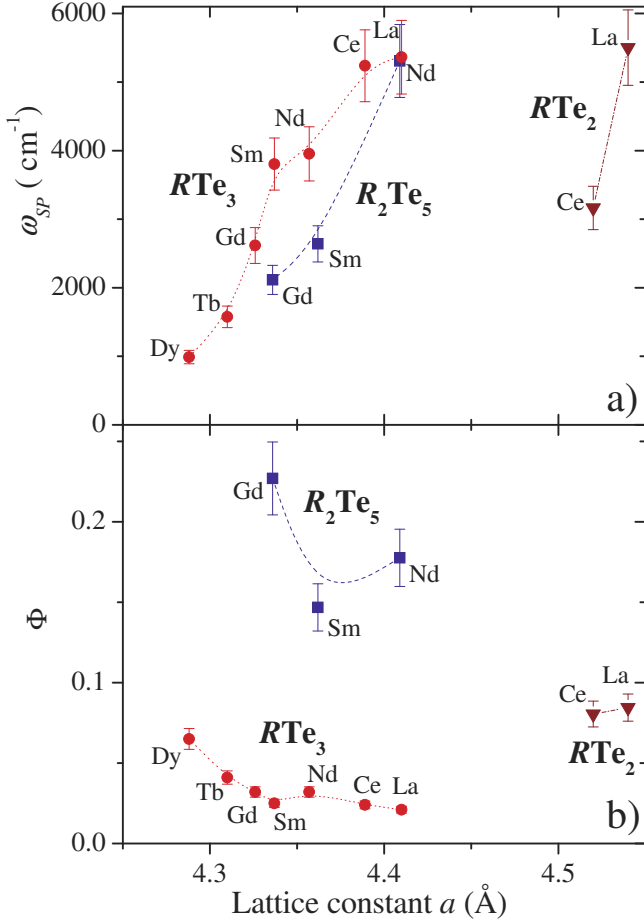 6000
4000
2000
0
ω_SP ( cm⁻¹)
La
Ce
Nd
La
Nd
RTe₂
Sm
RTe₃
R₂Te₅
Ce
Gd
Sm
Tb
Gd
Dy
a)
0.2
0.1
0.0
Φ
Gd
R₂Te₅
Nd
Sm
La
Ce
RTe₃
RTe₂
Dy
Nd
Tb
Ce
La
Gd
Sm
b)
4.3
4.4
4.5
Lattice constant a (Å)